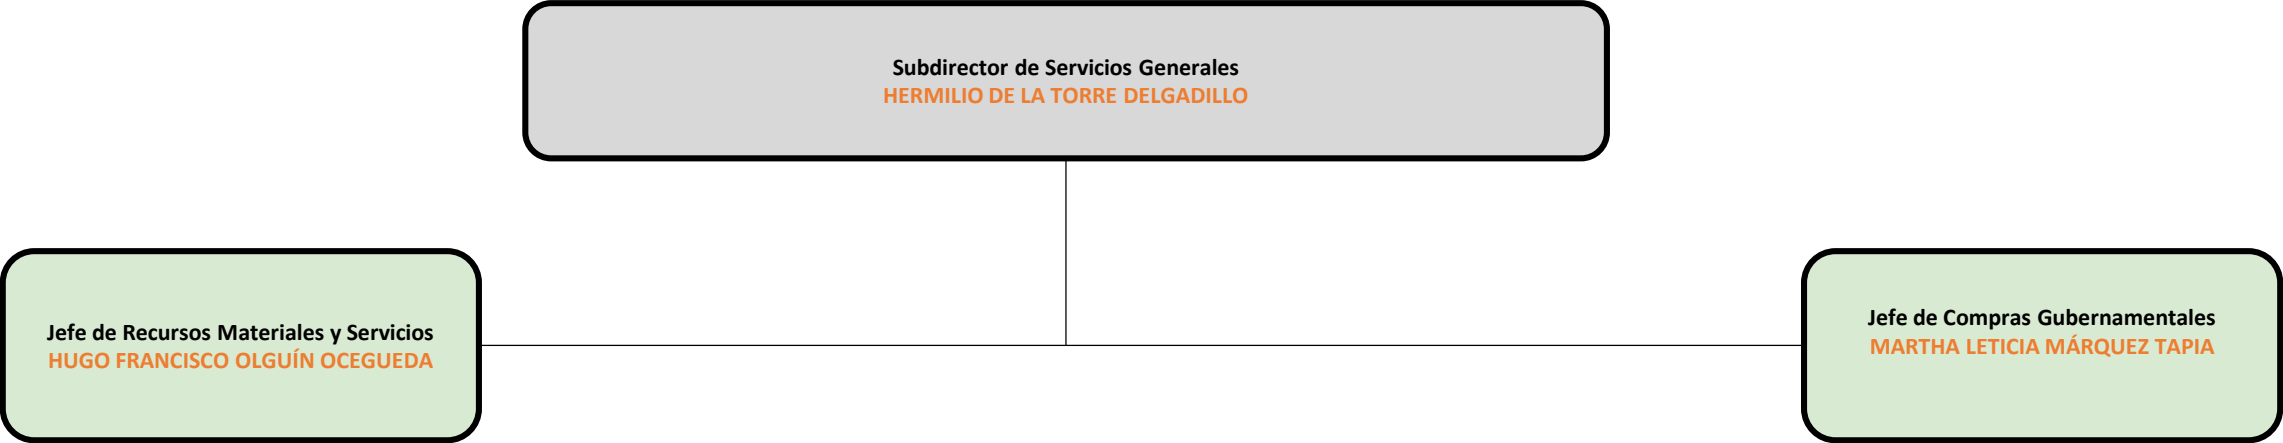 Subdirector de Servicios Generales
HERMILIO DE LA TORRE DELGADILLO
Jefe de Recursos Materiales y Servicios
HUGO FRANCISCO OLGUÍN OCEGUEDA
Jefe de Compras Gubernamentales
MARTHA LETICIA MÁRQUEZ TAPIA